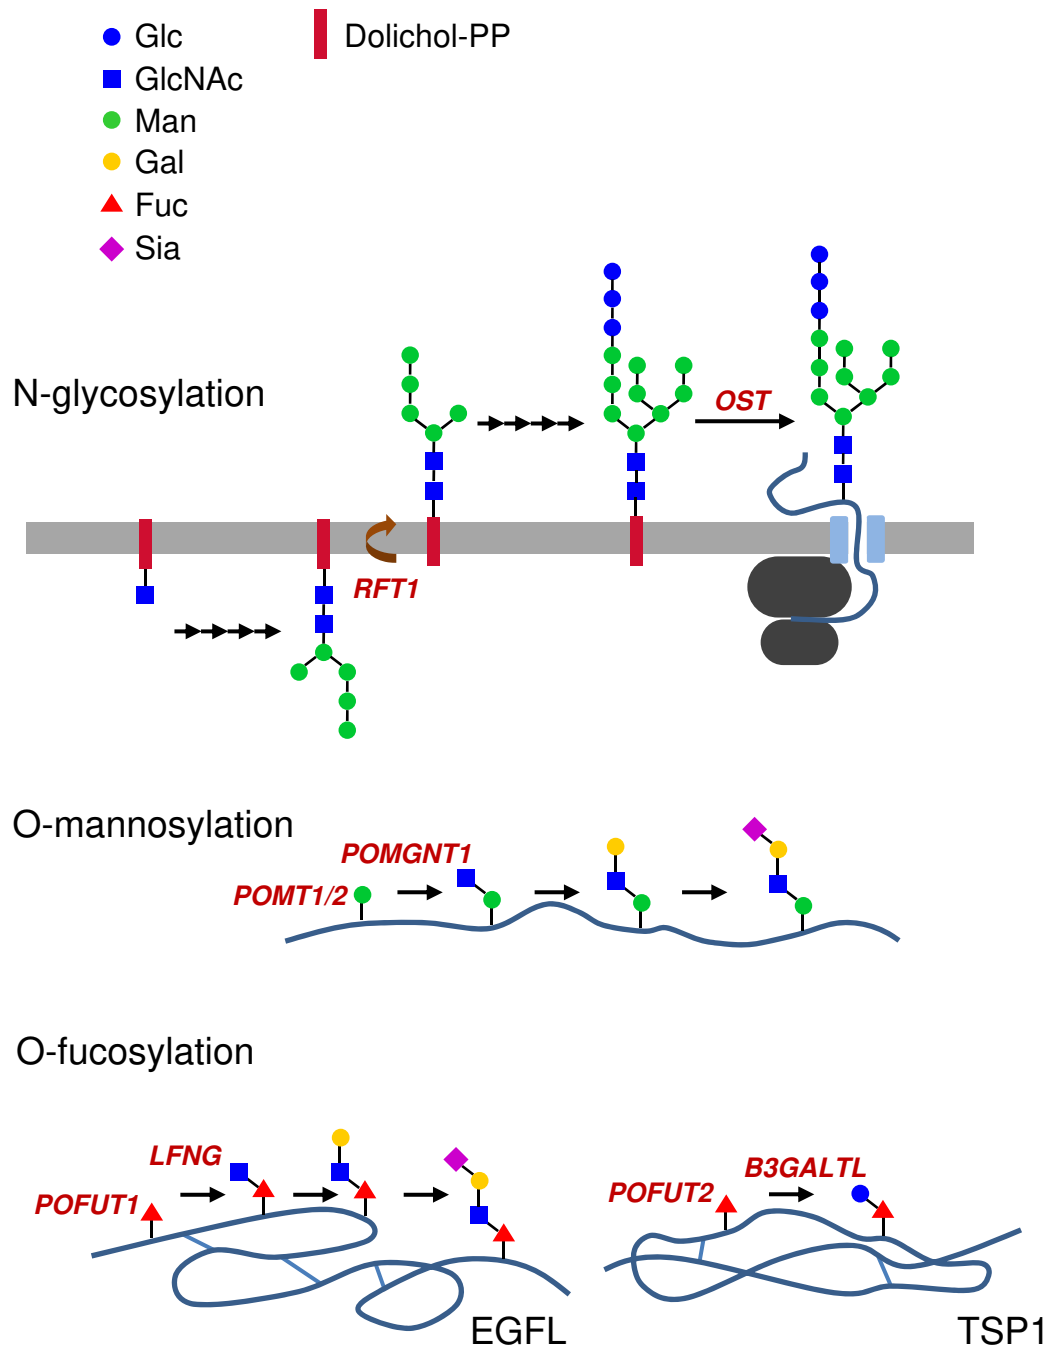 Glc
Dolichol-PP
GlcNAc
Man
Gal
Fuc
Sia
N-glycosylation
OST
RFT1
O-mannosylation
POMGNT1
POMT1/2
O-fucosylation
LFNG
B3GALTL
POFUT1
POFUT2
EGFL
TSP1